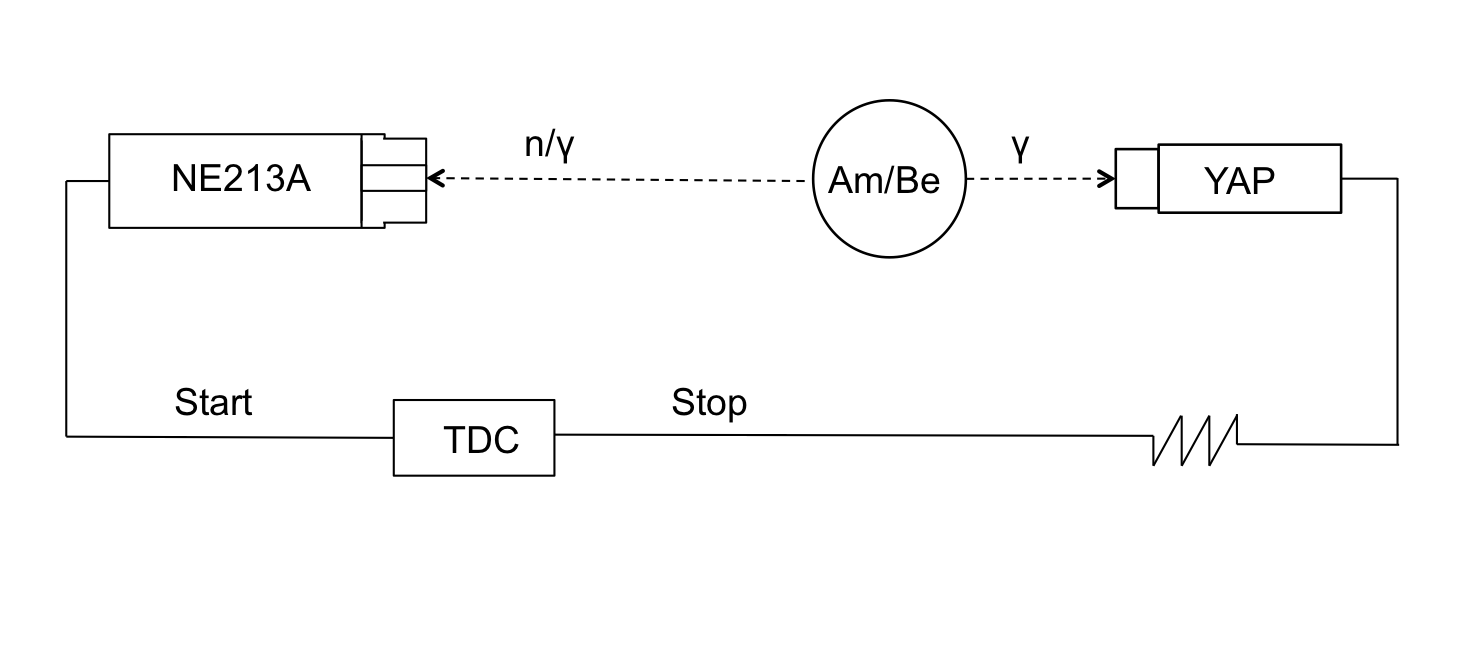 n/γ
γ
NE213A
Am/Be
YAP
Start
Stop
TDC